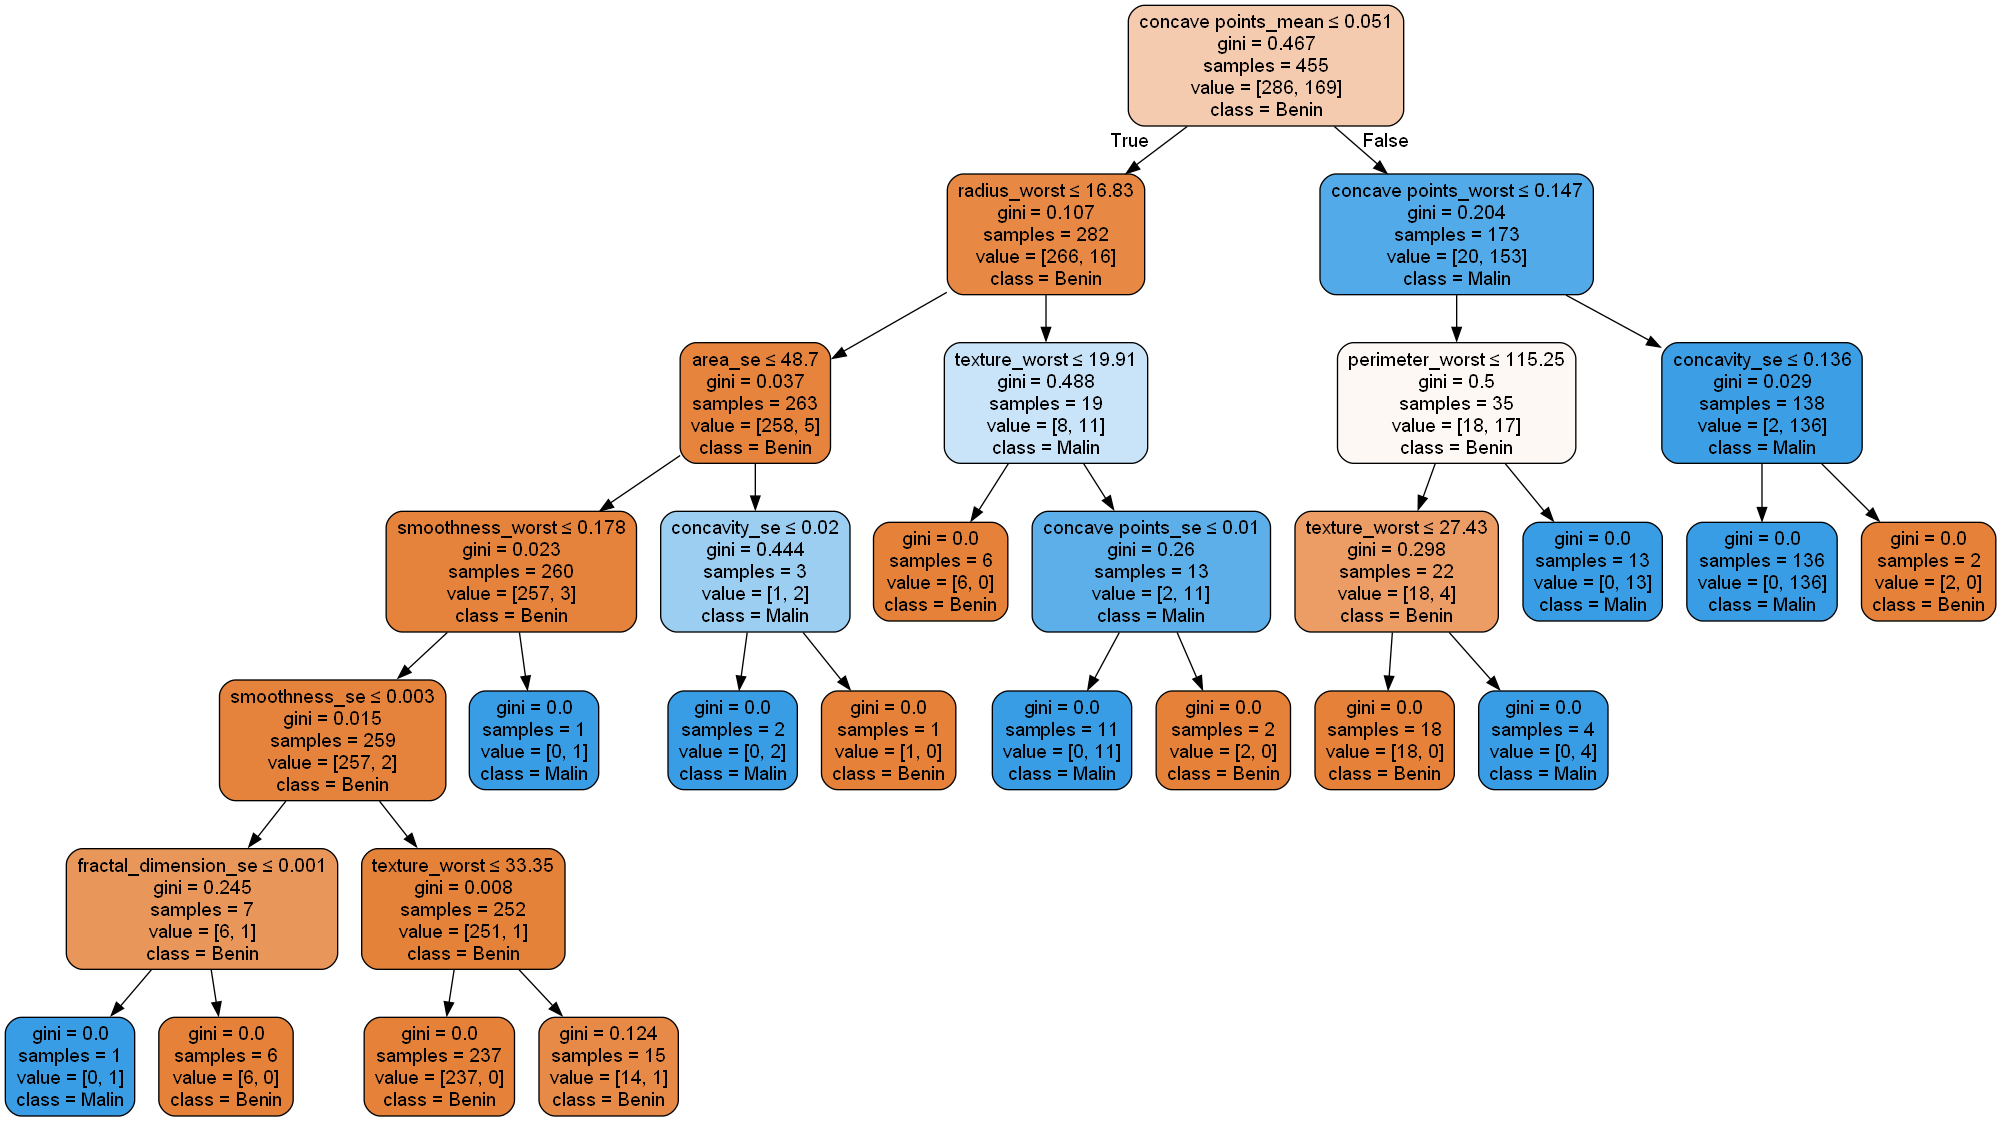 concave points_mean ≤ 0.051
gini = 0.467
samples = 455
value = [286, 169]
class = Benin
True
False
radius_worst ≤ 16.83
gini = 0.107
samples = 282
value = [266, 16]
class = Benin
concave points_worst ≤ 0.147
gini = 0.204
samples = 173
value = [20, 153]
class = Malin
area_se ≤ 48.7
gini = 0.037
samples = 263
value = [258, 5]
class = Benin
texture_worst ≤ 19.91
gini = 0.488
samples = 19
value = [8, 11]
class = Malin
perimeter_worst ≤ 115.25
gini = 0.5
samples = 35
value = [18, 17]
class = Benin
concavity_se ≤ 0.136
gini = 0.029
samples = 138
value = [2, 136]
class = Malin
smoothness_worst ≤ 0.178
gini = 0.023
samples = 260
value = [257, 3]
class = Benin
concavity_se ≤ 0.02
gini = 0.444
samples = 3
value = [1, 2]
class = Malin
gini = 0.0
samples = 6
value = [6, 0]
class = Benin
concave points_se ≤ 0.01
gini = 0.26
samples = 13
value = [2, 11]
class = Malin
texture_worst ≤ 27.43
gini = 0.298
samples = 22
value = [18, 4]
class = Benin
gini = 0.0
samples = 13
value = [0, 13]
class = Malin
gini = 0.0
samples = 136
value = [0, 136]
class = Malin
gini = 0.0
samples = 2
value = [2, 0]
class = Benin
smoothness_se ≤ 0.003
gini = 0.015
samples = 259
value = [257, 2]
class = Benin
gini = 0.0
samples = 1
value = [0, 1]
class = Malin
gini = 0.0
samples = 2
value = [0, 2]
class = Malin
gini = 0.0
samples = 1
value = [1, 0]
class = Benin
gini = 0.0
samples = 11
value = [0, 11]
class = Malin
gini = 0.0
samples = 2
value = [2, 0]
class = Benin
gini = 0.0
samples = 18
value = [18, 0]
class = Benin
gini = 0.0
samples = 4
value = [0, 4]
class = Malin
fractal_dimension_se ≤ 0.001
gini = 0.245
samples = 7
value = [6, 1]
class = Benin
texture_worst ≤ 33.35
gini = 0.008
samples = 252
value = [251, 1]
class = Benin
gini = 0.0
samples = 1
value = [0, 1]
class = Malin
gini = 0.0
samples = 6
value = [6, 0]
class = Benin
gini = 0.0
samples = 237
value = [237, 0]
class = Benin
gini = 0.124
samples = 15
value = [14, 1]
class = Benin